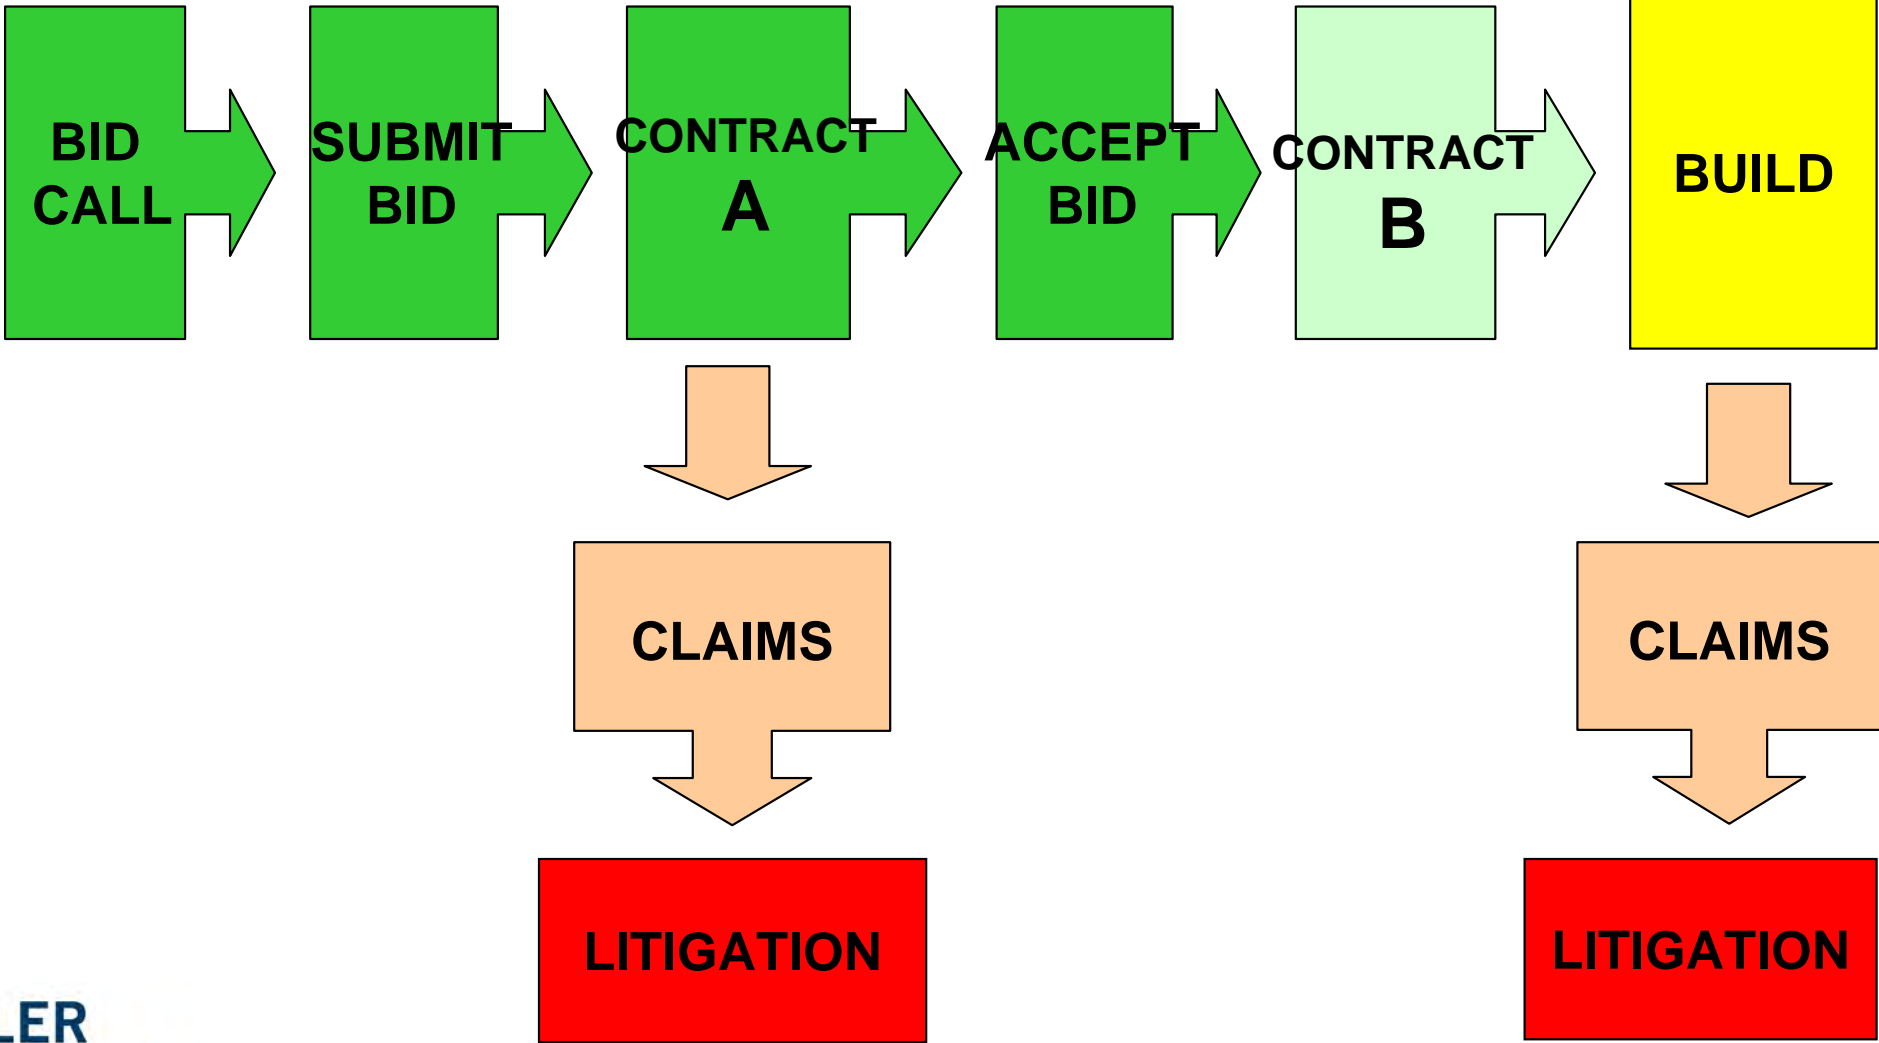 BID
CALL
SUBMIT
BID
CONTRACT
A
ACCEPT
BID
CONTRACT
B
BUILD
CLAIMS
CLAIMS
LITIGATION
LITIGATION
LER